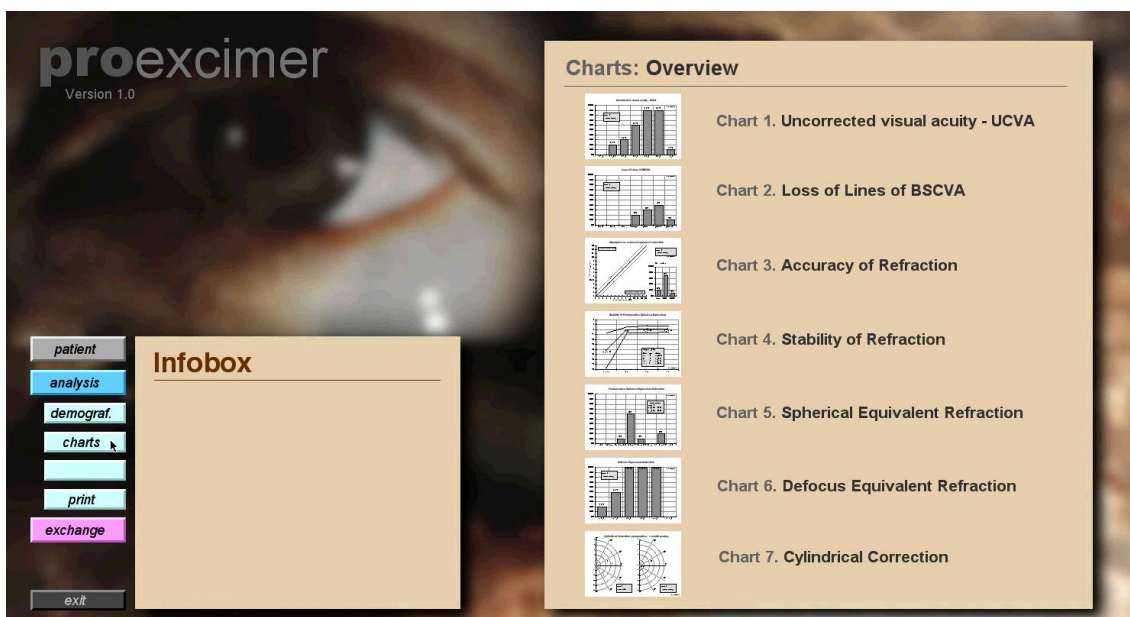 proexcimer
Version 1.0
patient
analysis
demograf.
charts
print
exchange
exit
Infobox
Charts: Overview
Chart 1. Uncorrected visual acuity - UCVA
Chart 2. Loss of Lines of BSCVA
Chart 3. Accuracy of Refraction
Chart 4. Stability of Refraction
Chart 5. Spherical Equivalent Refraction
Chart 6. Defocus Equivalent Refraction
Chart 7. Cylindrical Correction